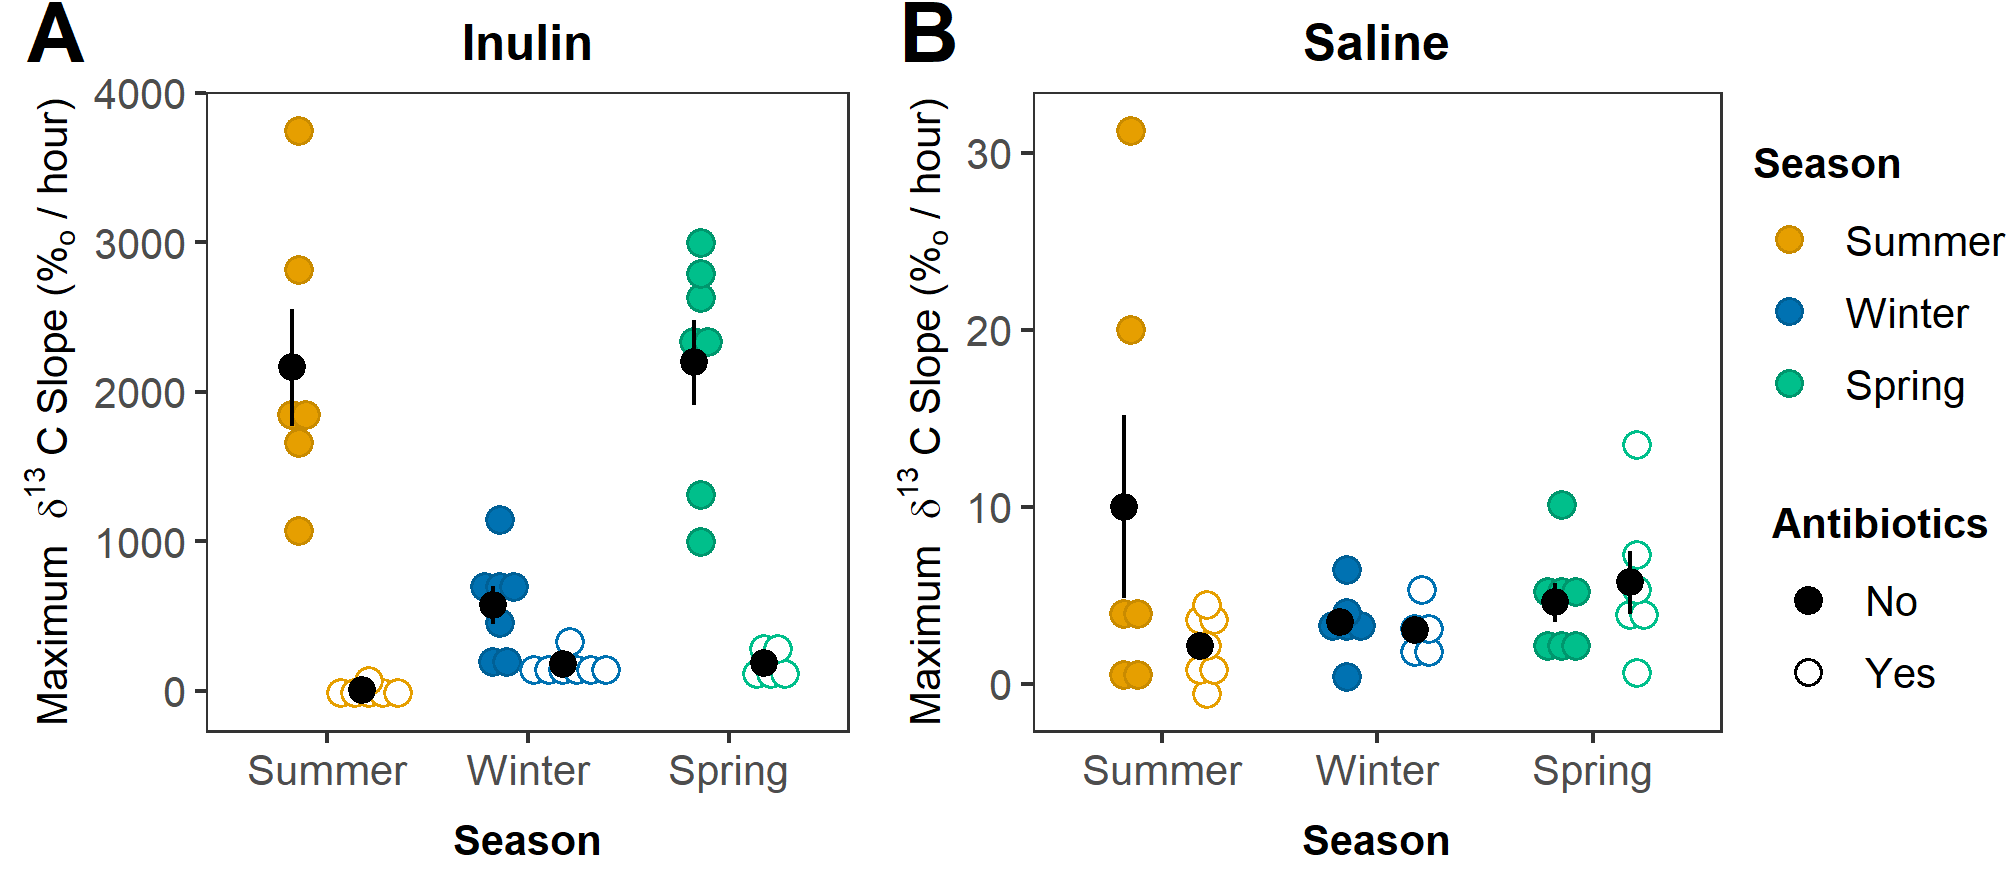 A Inulin
Maximum δ13 C Slope (‰ / hour)
4000
3000
2000
1000
0
Summer Winter Spring
Season
B Saline
Maximum δ13 C Slope (‰ / hour)
30
20
10
0
Summer Winter Spring
Season
Season
Summer
Winter
Spring
Antibiotics
No
Yes